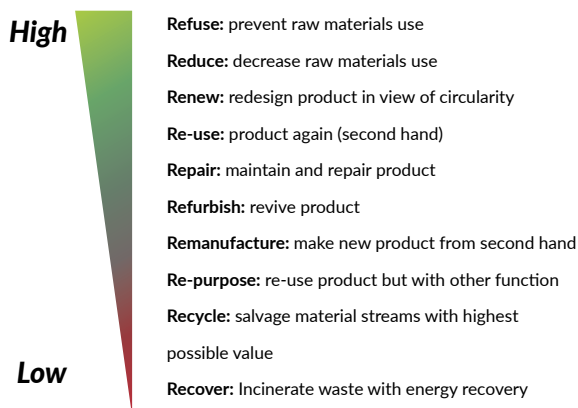 High
Refuse: prevent raw materials use
Reduce: decrease raw materials use
Renew: redesign product in view of circularity
Re-use: product again (second hand)
Repair: maintain and repair product
Refurbish: revive product
Remanufacture: make new product from second hand
Re-purpose: re-use product but with other function
Recycle: salvage material streams with highest
possible value
Low
Recover: Incinerate waste with energy recovery